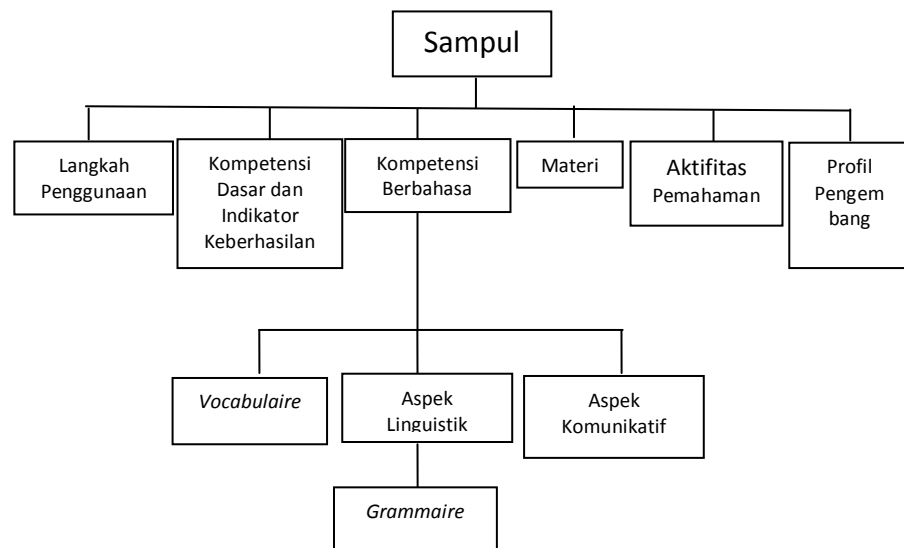 Sampul
Langkah
Penggunaan
Kompetensi
Dasar dan
Indikator
Keberhasilan
Kompetensi
Berbahasa
Materi
Aktifitas
Pemahaman
Profil
Pengem
bang
Vocabulaire
Aspek
Linguistik
Aspek
Komunikatif
Grammaire